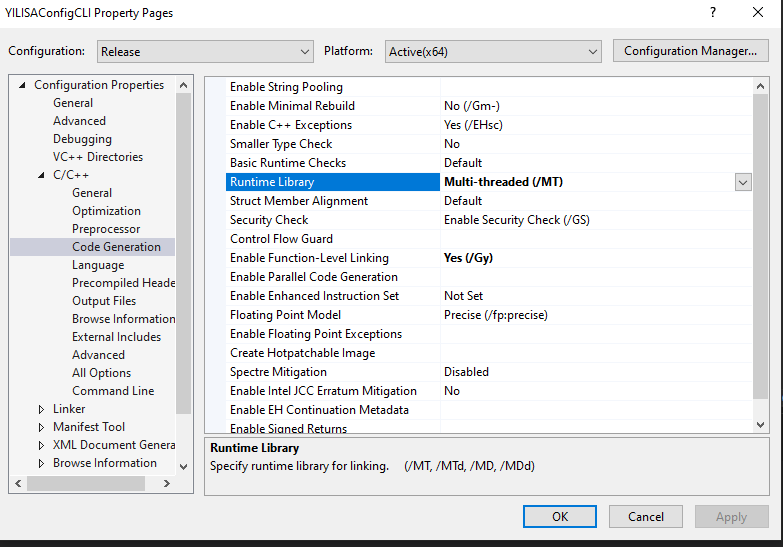 YILISAConfigCLI Property Pages
?
Configuration: Release Platform: Active(x64) Configuration Manager...
Configuration Properties
General
Advanced
Debugging
VC++ Directories
C/C++
General
Optimization
Preprocessor
Code Generation
Language
Precompiled Heade
Output Files
Browse Information
External Includes
Advanced
All Options
Command Line
Linker
Manifest Tool
XML Document Genera
Browse Information
Enable String Pooling
Enable Minimal Rebuild No (/Gm-)
Enable C++ Exceptions Yes (/EHsc)
Smaller Type Check No
Basic Runtime Checks Default
Runtime Library Multi-threaded (/MT)
Struct Member Alignment Default
Security Check Enable Security Check (/GS)
Control Flow Guard
Enable Function-Level Linking Yes (/Gy)
Enable Parallel Code Generation
Enable Enhanced Instruction Set Not Set
Floating Point Model Precise (/fp:precise)
Enable Floating Point Exceptions
Create Hotpatchable Image
Spectre Mitigation Disabled
Enable Intel JCC Erratum Mitigation No
Enable EH Continuation Metadata
Enable Signed Returns
Runtime Library
Specify runtime library for linking. (/MT, /MTd, /MD, /MDd)
OK Cancel Apply